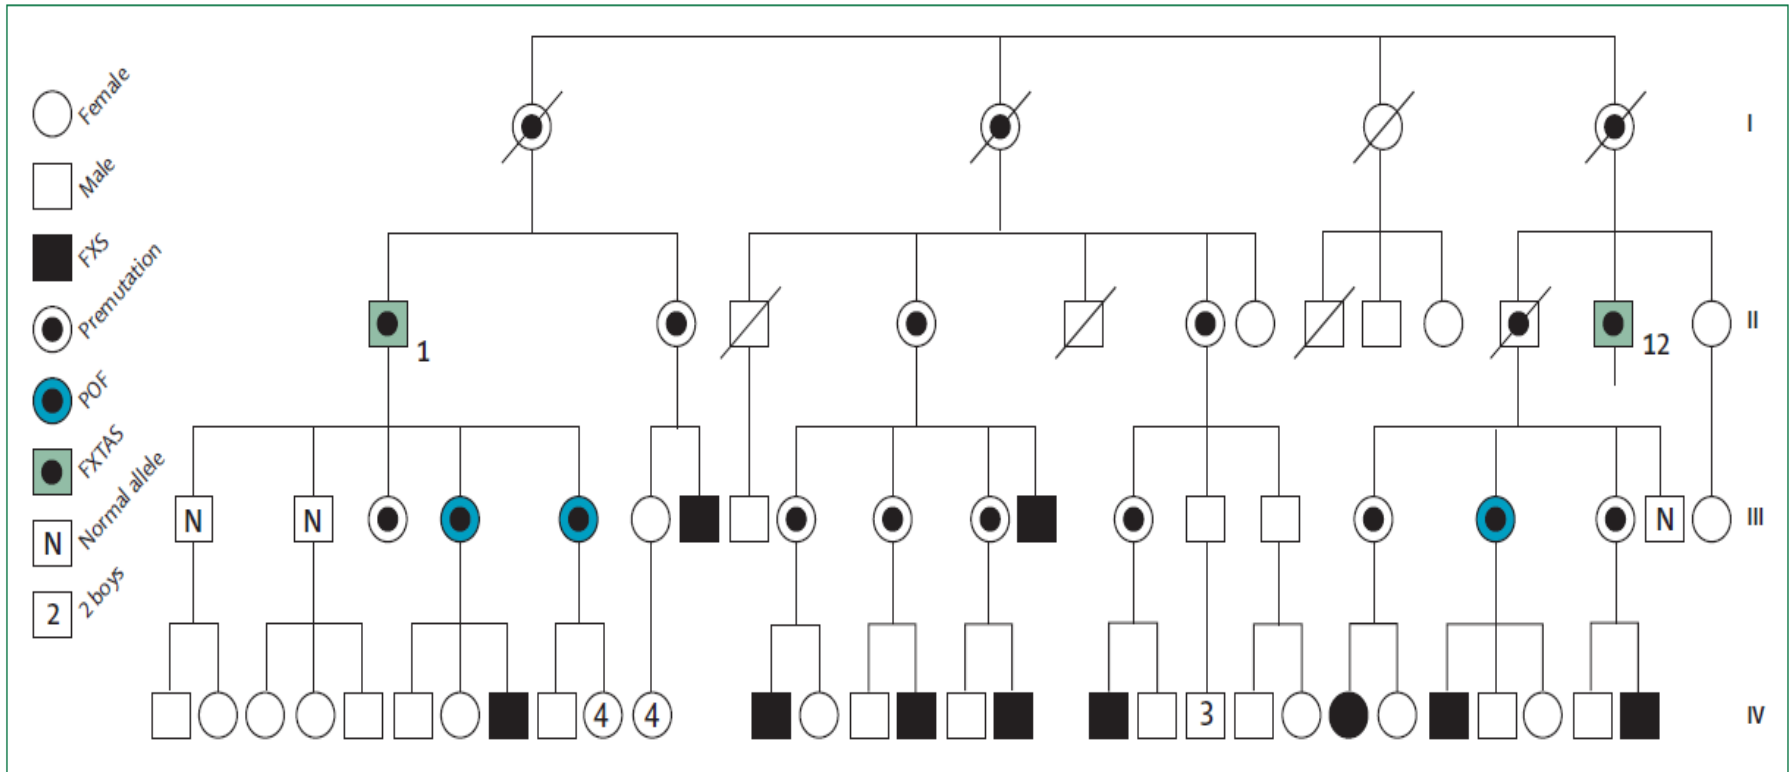 Female
Male
FXS
Premutation
POF
FXTAS
N Normal allele
2 2 boys
I
1
12
II
N N N
III
4 4 3
IV